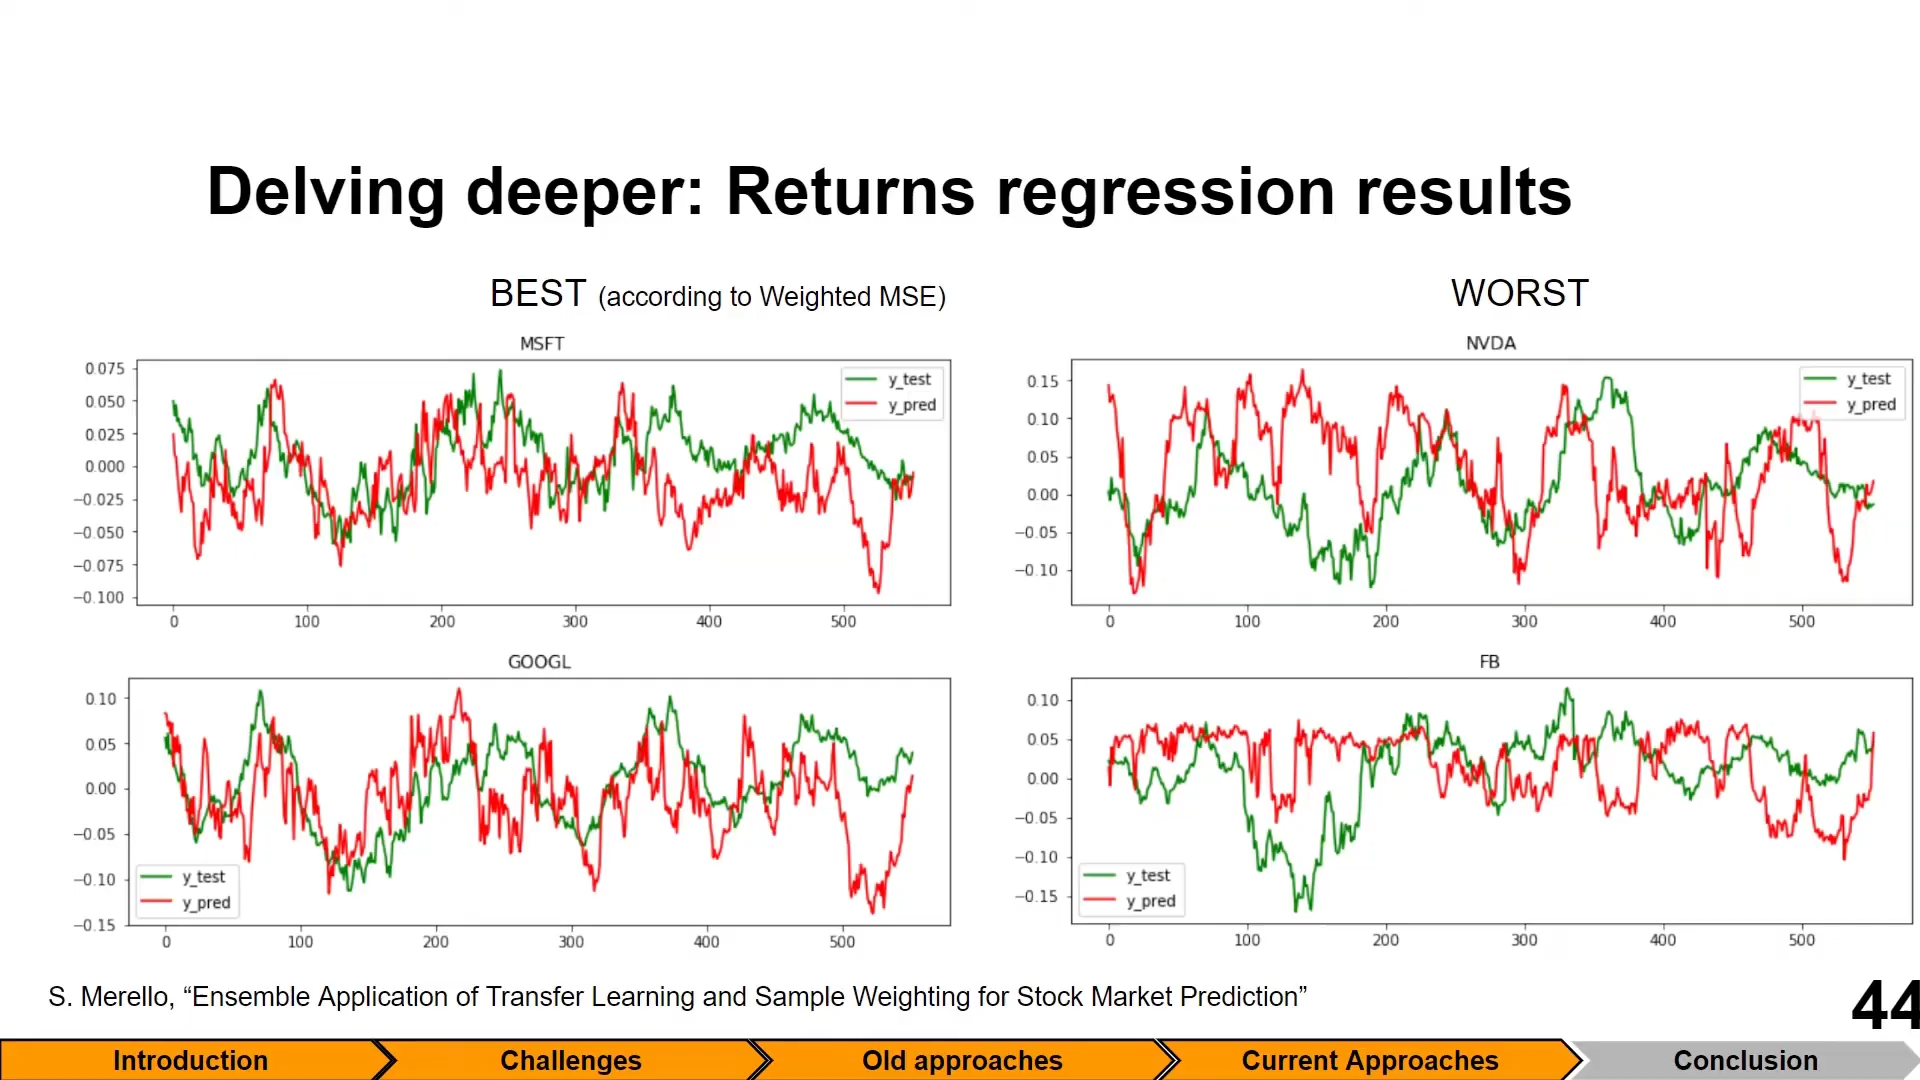 Delving deeper: Returns regression results
BEST (according to Weighted MSE)
WORST
MSFT
0.075
0.050
0.025
0.000
−0.025
−0.050
−0.075
−0.100
0 100 200 300 400 500
y_test
y_pred
NVDA
0.15
0.10
0.05
0.00
−0.05
−0.10
0 100 200 300 400 500
y_test
y_pred
GOOGL
0.10
0.05
0.00
−0.05
−0.10
−0.15
0 100 200 300 400 500
y_test
y_pred
FB
0.10
0.05
0.00
−0.05
−0.10
−0.15
0 100 200 300 400 500
y_test
y_pred
S. Merello, “Ensemble Application of Transfer Learning and Sample Weighting for Stock Market Prediction”
44
Introduction Challenges Old approaches Current Approaches Conclusion